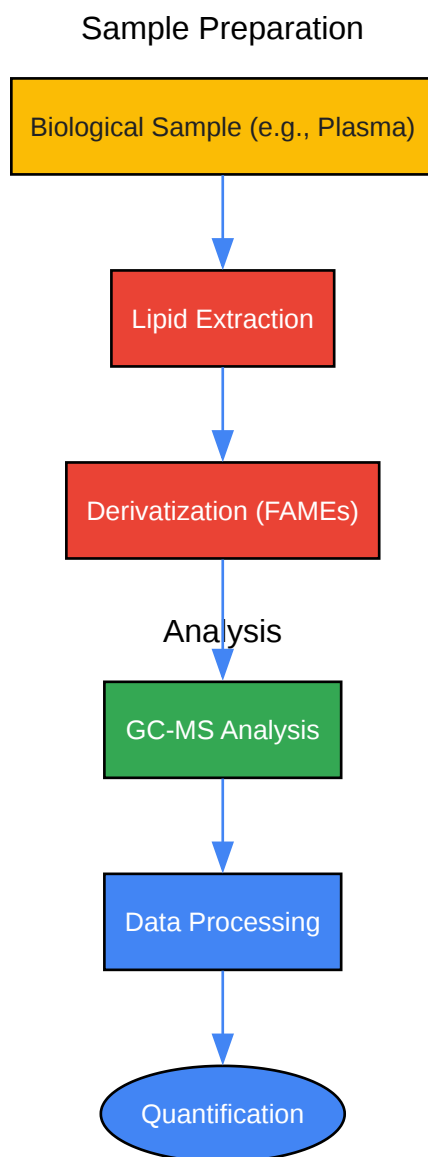 Sample Preparation
Biological Sample (e.g., Plasma)
Lipid Extraction
Derivatization (FAMEs)
Analysis
GC-MS Analysis
Data Processing
Quantification